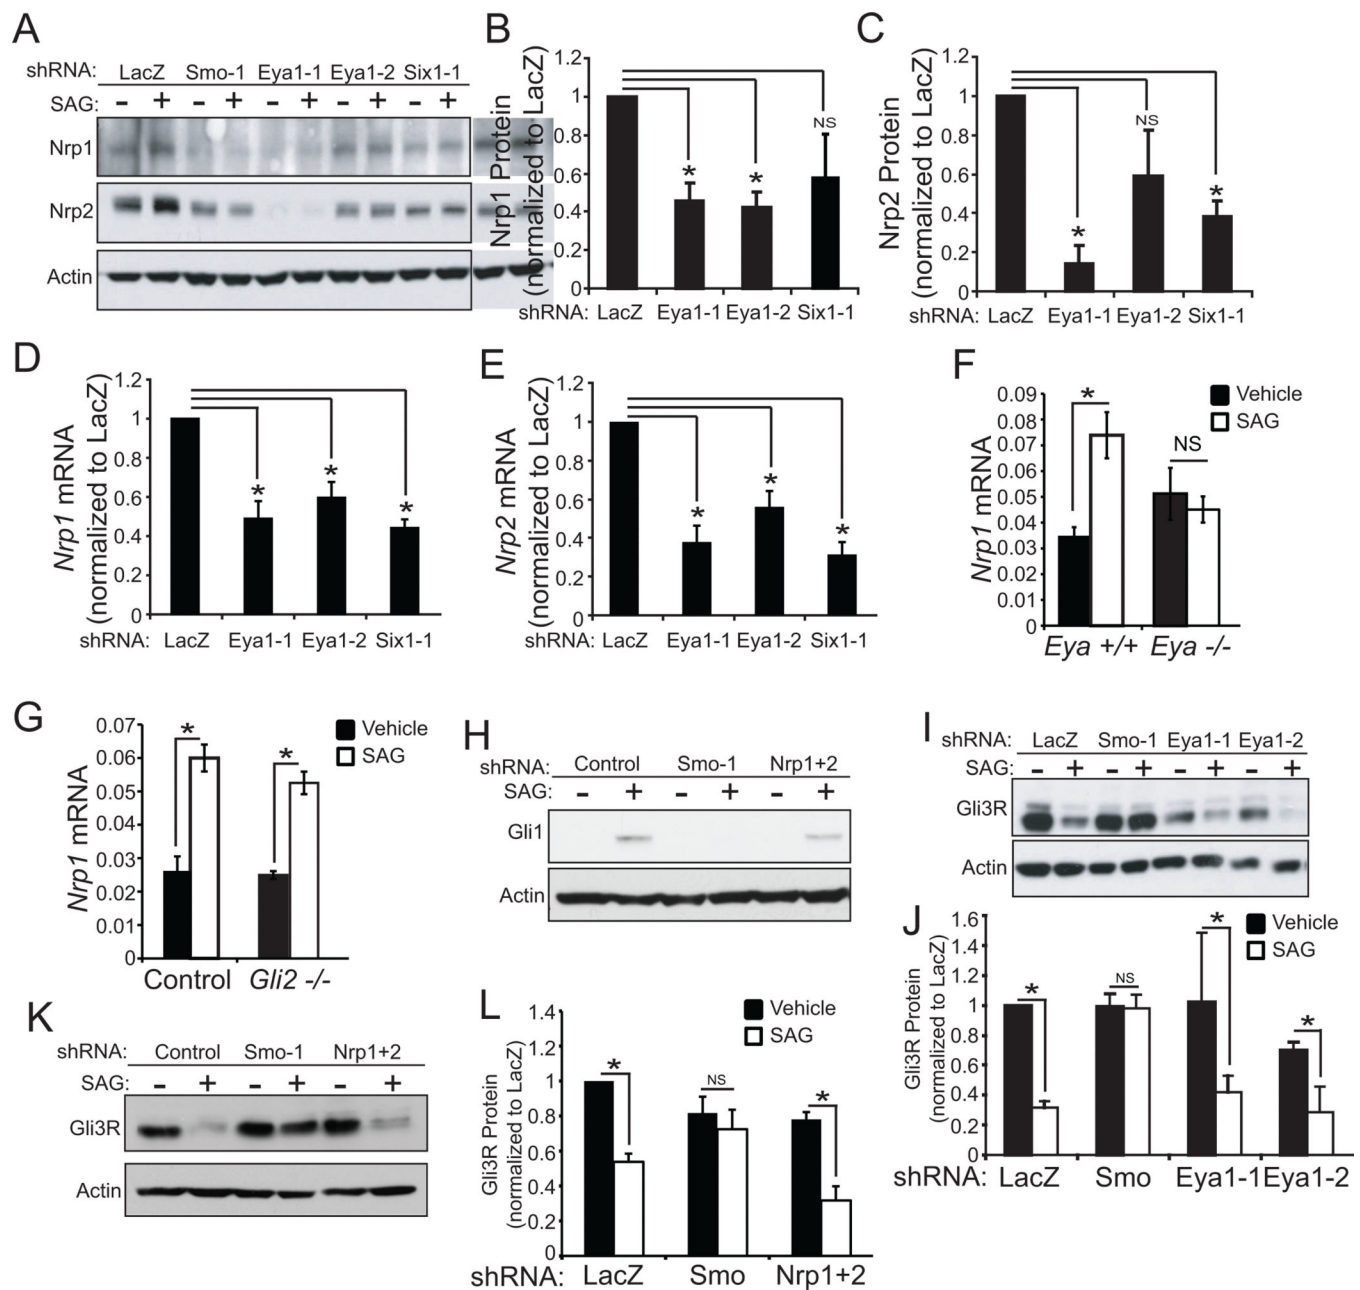 A
shRNA: LacZ Smo-1 Eya1-1 Eya1-2 Six1-1
SAG: - + - + - + - + - +
Nrp1
Nrp2
Actin
B
Nrp1 Protein
(normalized to LacZ)
1.2
1
0.8
0.6
0.4
0.2
0
* * NS
shRNA: LacZ Eya1-1 Eya1-2 Six1-1
C
Nrp2 Protein
(normalized to LacZ)
1.2
1
0.8
0.6
0.4
0.2
0
* NS *
shRNA: LacZ Eya1-1 Eya1-2 Six1-1
D
Nrp1 mRNA
(normalized to LacZ)
1.2
1
0.8
0.6
0.4
0.2
0
* * *
shRNA: LacZ Eya1-1 Eya1-2 Six1-1
E
Nrp2 mRNA
(normalized to LacZ)
1.2
1
0.8
0.6
0.4
0.2
0
* * *
shRNA: LacZ Eya1-1 Eya1-2 Six1-1
F
Nrp1 mRNA
0.09
0.08
0.07
0.06
0.05
0.04
0.03
0.02
0.01
0
Vehicle
SAG
* NS
Eya +/+ Eya -/-
G
Nrp1 mRNA
0.07
0.06
0.05
0.03
0.02
0.01
0
Vehicle
SAG
* *
Control Gli2 -/-
H
shRNA: Control Smo-1 Nrp1+2
SAG: - + - + - +
Gli1
Actin
I
shRNA: LacZ Smo-1 Eya1-1 Eya1-2
SAG: - + - + - + - +
Gli3R
Actin
J
Gli3R Protein
(normalized to LacZ)
1.6
1.4
1.2
1
0.8
0.6
0.4
0.2
0
Vehicle
SAG
* NS * *
shRNA: LacZ Smo Eya1-1 Eya1-2
K
shRNA: Control Smo-1 Nrp1+2
SAG: - + - + - +
Gli3R
Actin
L
Gli3R Protein
(normalized to LacZ)
1.4
1.2
1
0.8
0.6
0.4
0.2
0
Vehicle
SAG
* NS *
shRNA: LacZ Smo Nrp1+2